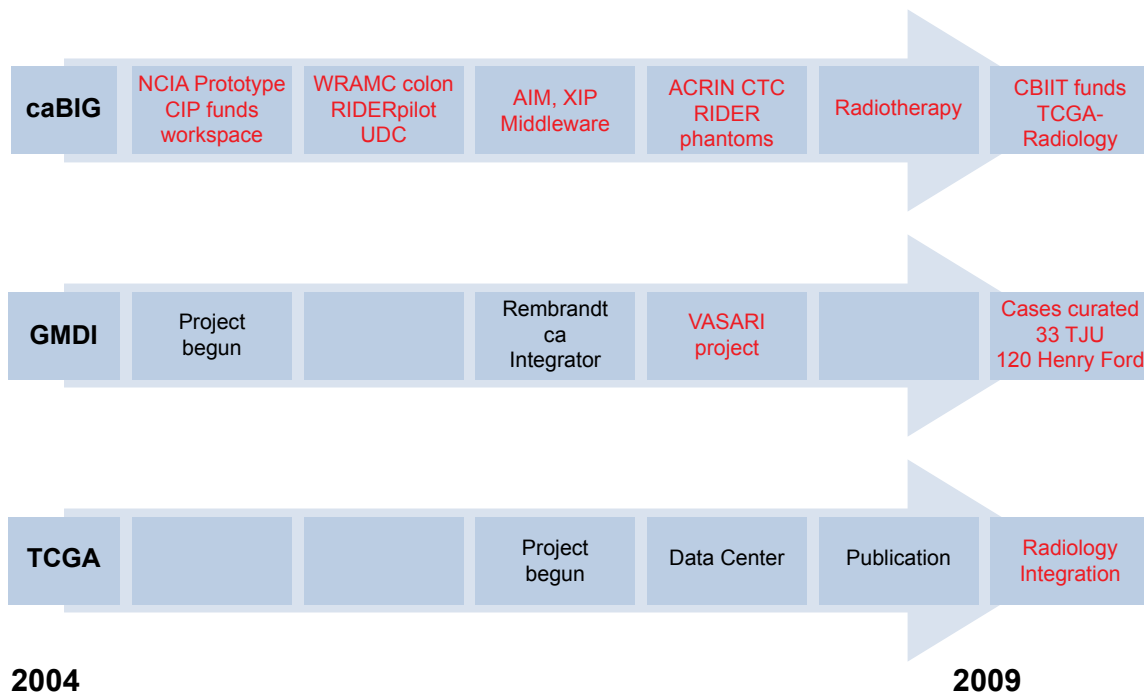 caBIG
NCIA Prototype
CIP funds
workspace
WRAMC colon
RIDERpilot
UDC
AIM, XIP
Middleware
ACRIN CTC
RIDER
phantoms
Radiotherapy
CBIIT funds
TCGA-
Radiology
GMDI
Project
begun
Rembrandt
ca
Integrator
VASARI
project
Cases curated
33 TJU
120 Henry Ford
TCGA
Project
begun
Data Center
Publication
Radiology
Integration
2004
2009